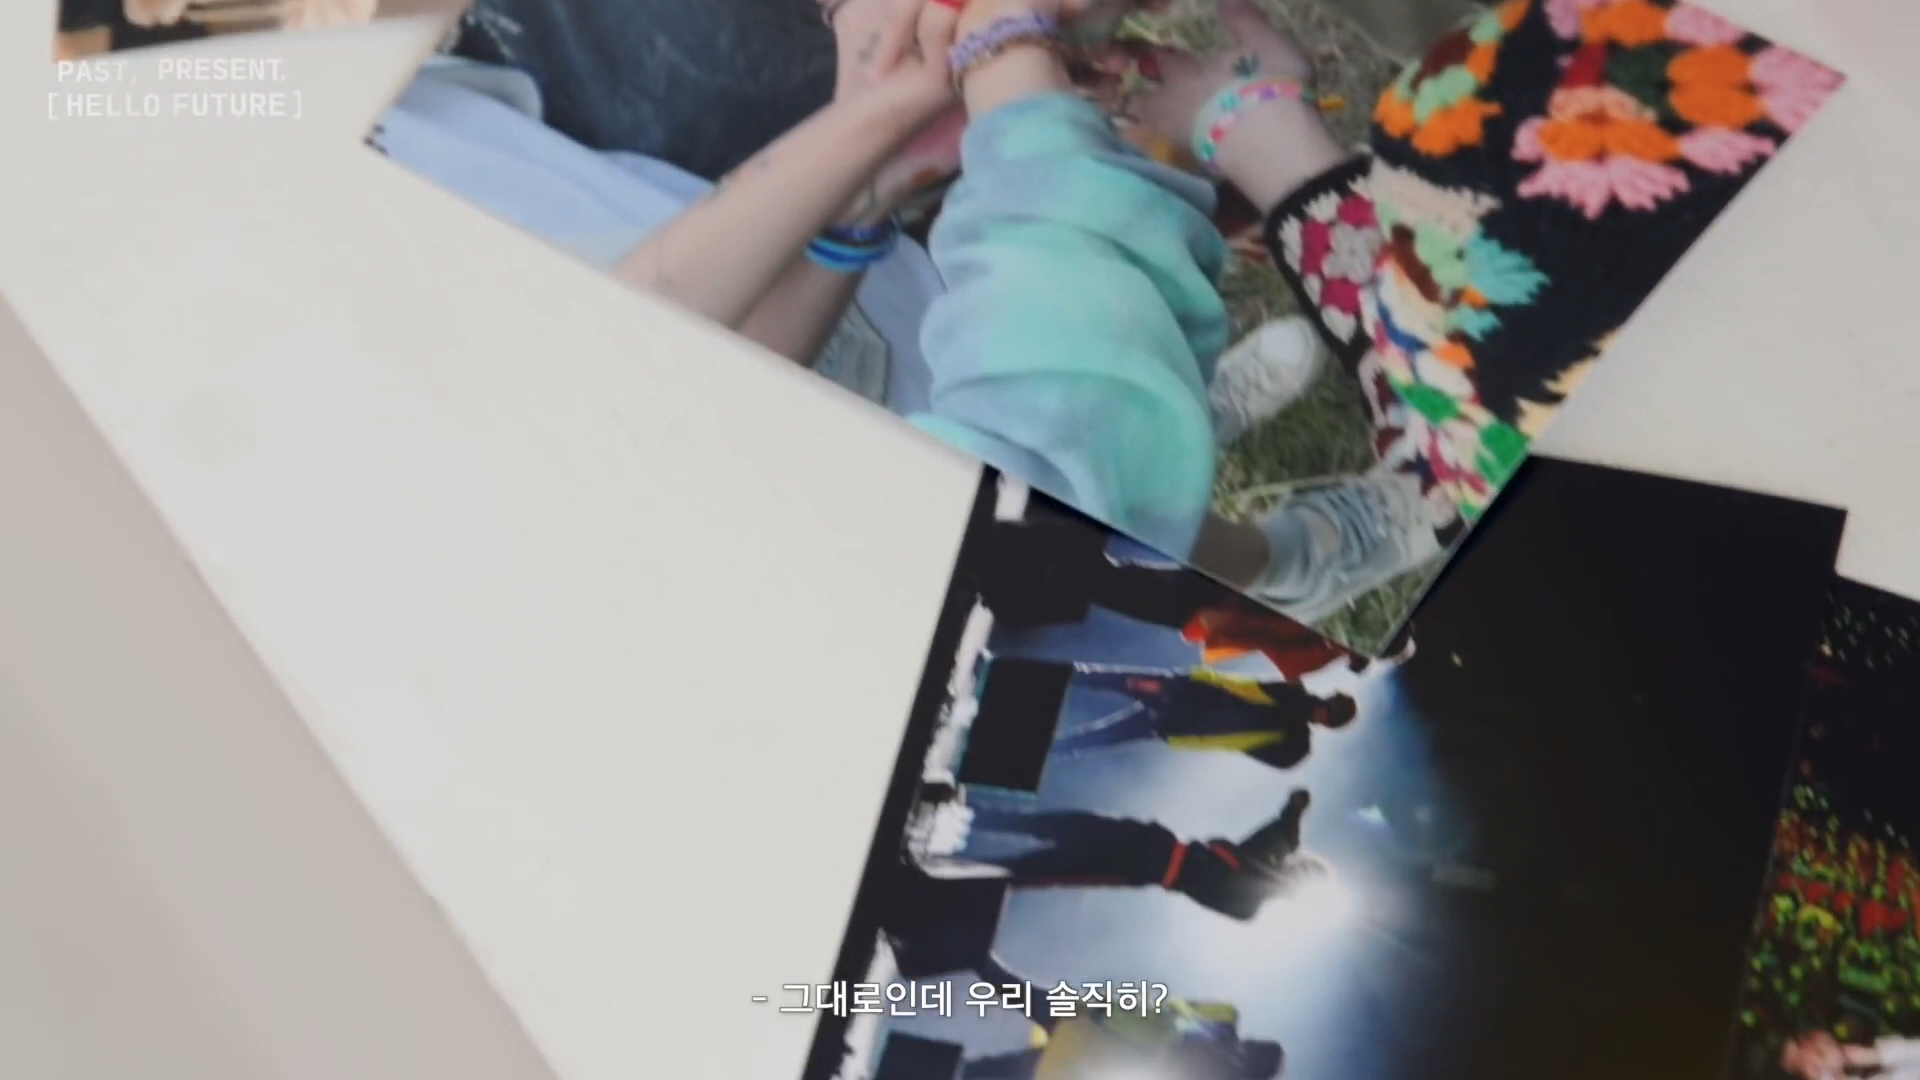 PAST, PRESENT,
[HELLO FUTURE]
- 그대로인데 우리 솔직히?